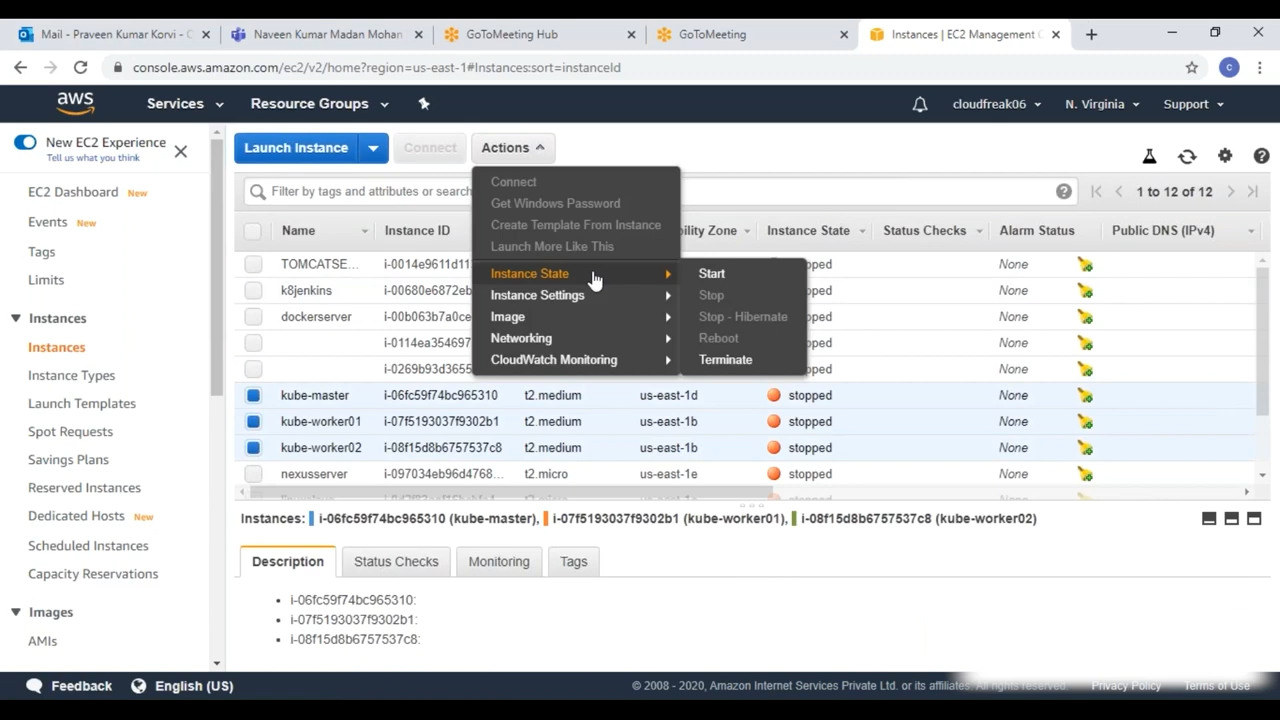 Mail - Praveen Kumar Korvi - Naveen Kumar Madan Mohan GoToMeeting Hub GoToMeeting Instances | EC2 Management
console.aws.amazon.com/ec2/v2/home?region=us-east-1#Instances:sort=instanceId
aws Services Resource Groups cloudfreak06 N. Virginia Support
New EC2 Experience
Tell us what you think
EC2 Dashboard New
Events New
Tags
Limits
Instances
Instances
Instance Types
Launch Templates
Spot Requests
Savings Plans
Reserved Instances
Dedicated Hosts New
Scheduled Instances
Capacity Reservations
Images
AMIs
Launch Instance Connect Actions
Filter by tags and attributes or search 1 to 12 of 12
Connect
Get Windows Password
Create Template From Instance
Launch More Like This
Instance State
Instance Settings
Image
Networking
CloudWatch Monitoring
Start
Stop
Stop - Hibernate
Reboot
Terminate
Name Instance ID Zone Instance State Status Checks Alarm Status Public DNS (IPv4)
TOMCATSE... None
k8jenkins None
dockerserver None
None
None
kube-master i-06fc59f74bc965310 t2.medium us-east-1d stopped None
kube-worker01 i-07f5193037f9302b1 t2.medium us-east-1b stopped None
kube-worker02 i-08f15d8b6757537c8 t2.medium us-east-1b stopped None
nexusserver i-097034eb96d4768... t2.micro us-east-1e stopped None
Instances: i-06fc59f74bc965310 (kube-master), i-07f5193037f9302b1 (kube-worker01), i-08f15d8b6757537c8 (kube-worker02)
Description Status Checks Monitoring Tags
• i-06fc59f74bc965310:
• i-07f5193037f9302b1:
• i-08f15d8b6757537c8:
Feedback English (US) © 2008 - 2020, Amazon Internet Services Private Ltd. or its affiliates. All rights reserved. Privacy Policy Terms of Use